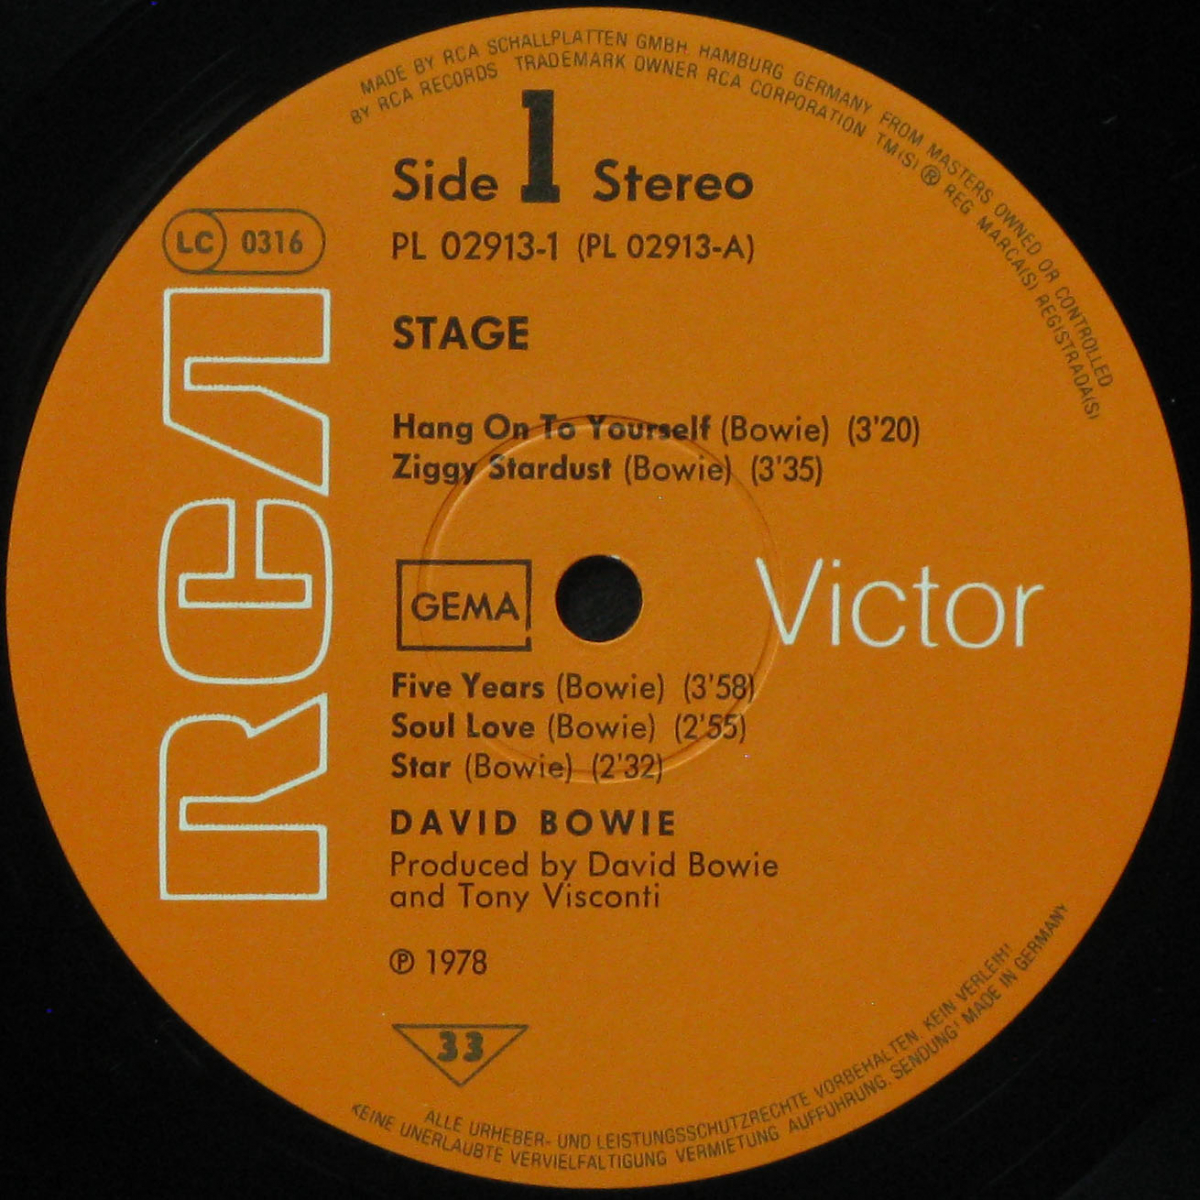 MADE BY RCA SCHALLPLATTEN GMBH HAMBURG GERMANY FROM MASTERS OWNED OR CONTROLLED
BY RCA RECORDS TRADEMARK OWNER RCA CORPORATION TM(S) ® REG MARCA(S) REGISTRADA(S)
Side 1 Stereo
LC 0316
PL 02913-1 (PL 02913-A)
RCA
STAGE
Hang On To Yourself (Bowie) (3'20)
Ziggy Stardust (Bowie) (3'35)
GEMA
Victor
Five Years (Bowie) (3'58)
Soul Love (Bowie) (2'55)
Star (Bowie) (2'32)
DAVID BOWIE
Produced by David Bowie
and Tony Visconti
℗ 1978
33
ALLE URHEBER- UND LEISTUNGSSCHUTZRECHTE VORBEHALTEN. KEIN VERLEIH!
KEINE UNERLAUBTE VERVIELFALTIGUNG VERMIETUNG AUFFUHRUNG. SENDUNG! MADE IN GERMANY